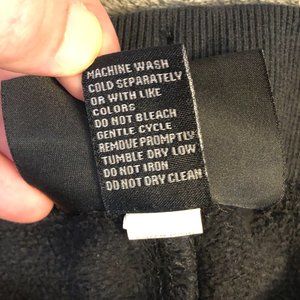 MACHINE WASH
COLD SEPARATELY
OR WITH LIKE
COLORS
DO NOT BLEACH
GENTLE CYCLE
REMOVE PROMPTLY
TUMBLE DRY LOW
DO NOT IRON
DO NOT DRY CLEAN